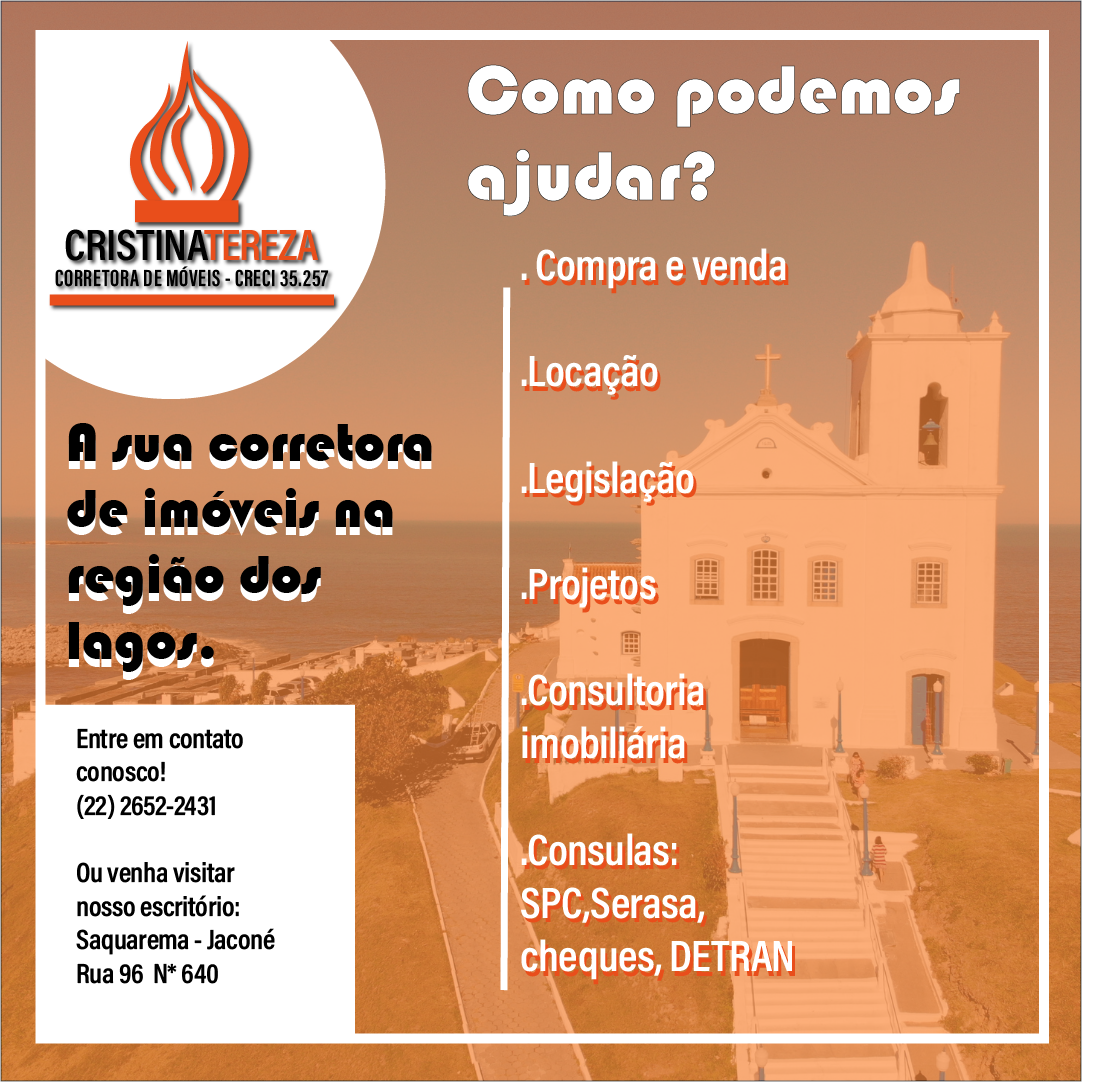 CRISTINATEREZA
CORRETORA DE MÓVEIS - CRECI 35.257
A sua corretora
de imóveis na
região dos
lagos.
Entre em contato
conosco!
(22) 2652-2431
Ou venha visitar
nosso escritório:
Saquarema - Jaconé
Rua 96 N* 640
Como podemos
ajudar?
. Compra e venda
.Locação
.Legislação
.Projetos
.Consultoria
imobiliária
.Consulas:
SPC,Serasa,
cheques, DETRAN